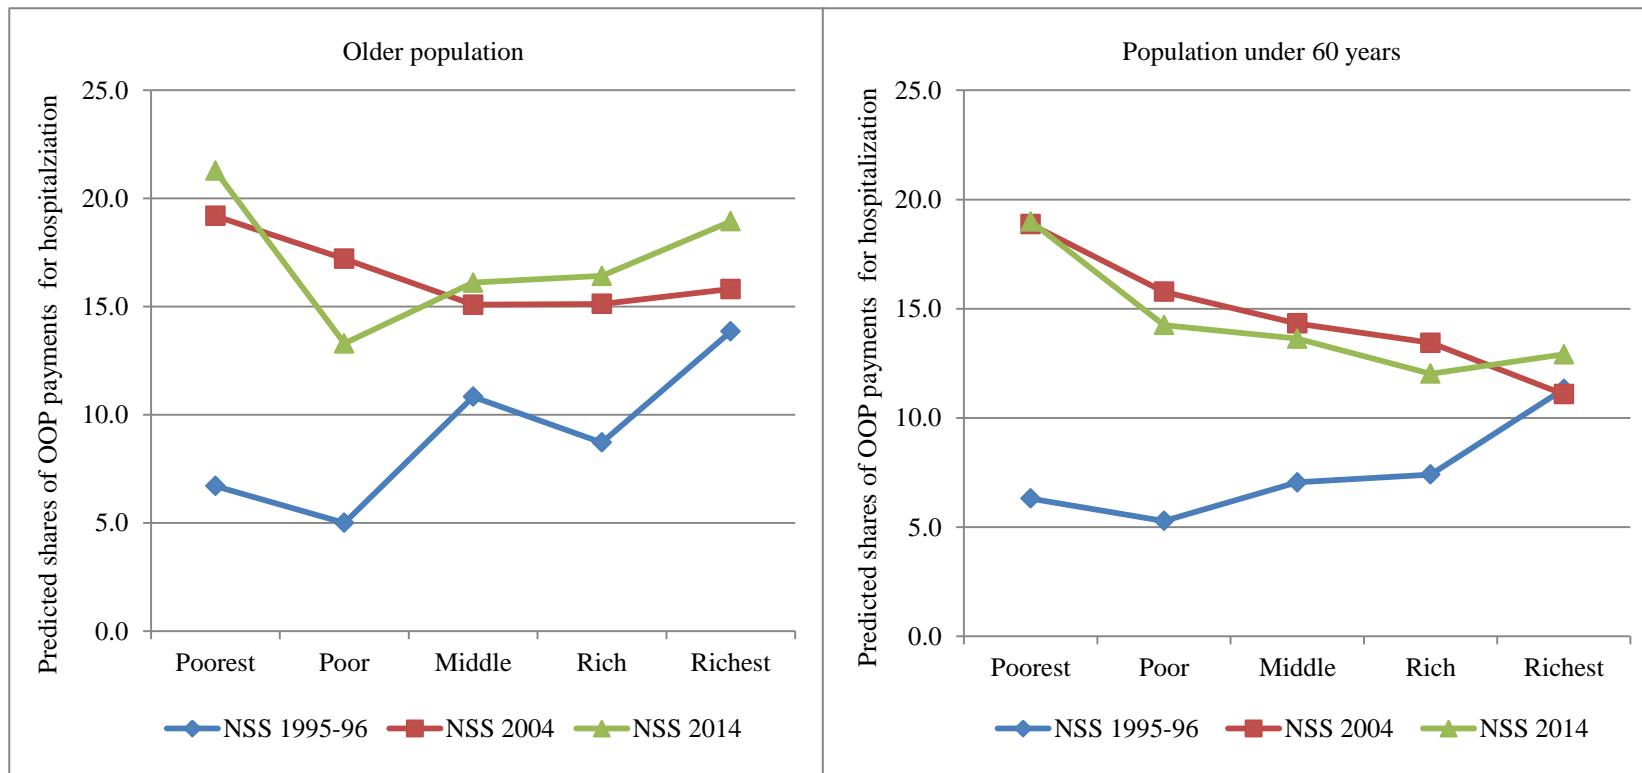 Older population
Predicted shares of OOP payments for hospitalziation
25.0
20.0
15.0
10.0
5.0
0.0
Poorest Poor Middle Rich Richest
NSS 1995-96 NSS 2004 NSS 2014
Population under 60 years
Predicted shares of OOP payments for hospitalization
25.0
20.0
15.0
10.0
5.0
0.0
Poorest Poor Middle Rich Richest
NSS 1995-96 NSS 2004 NSS 2014